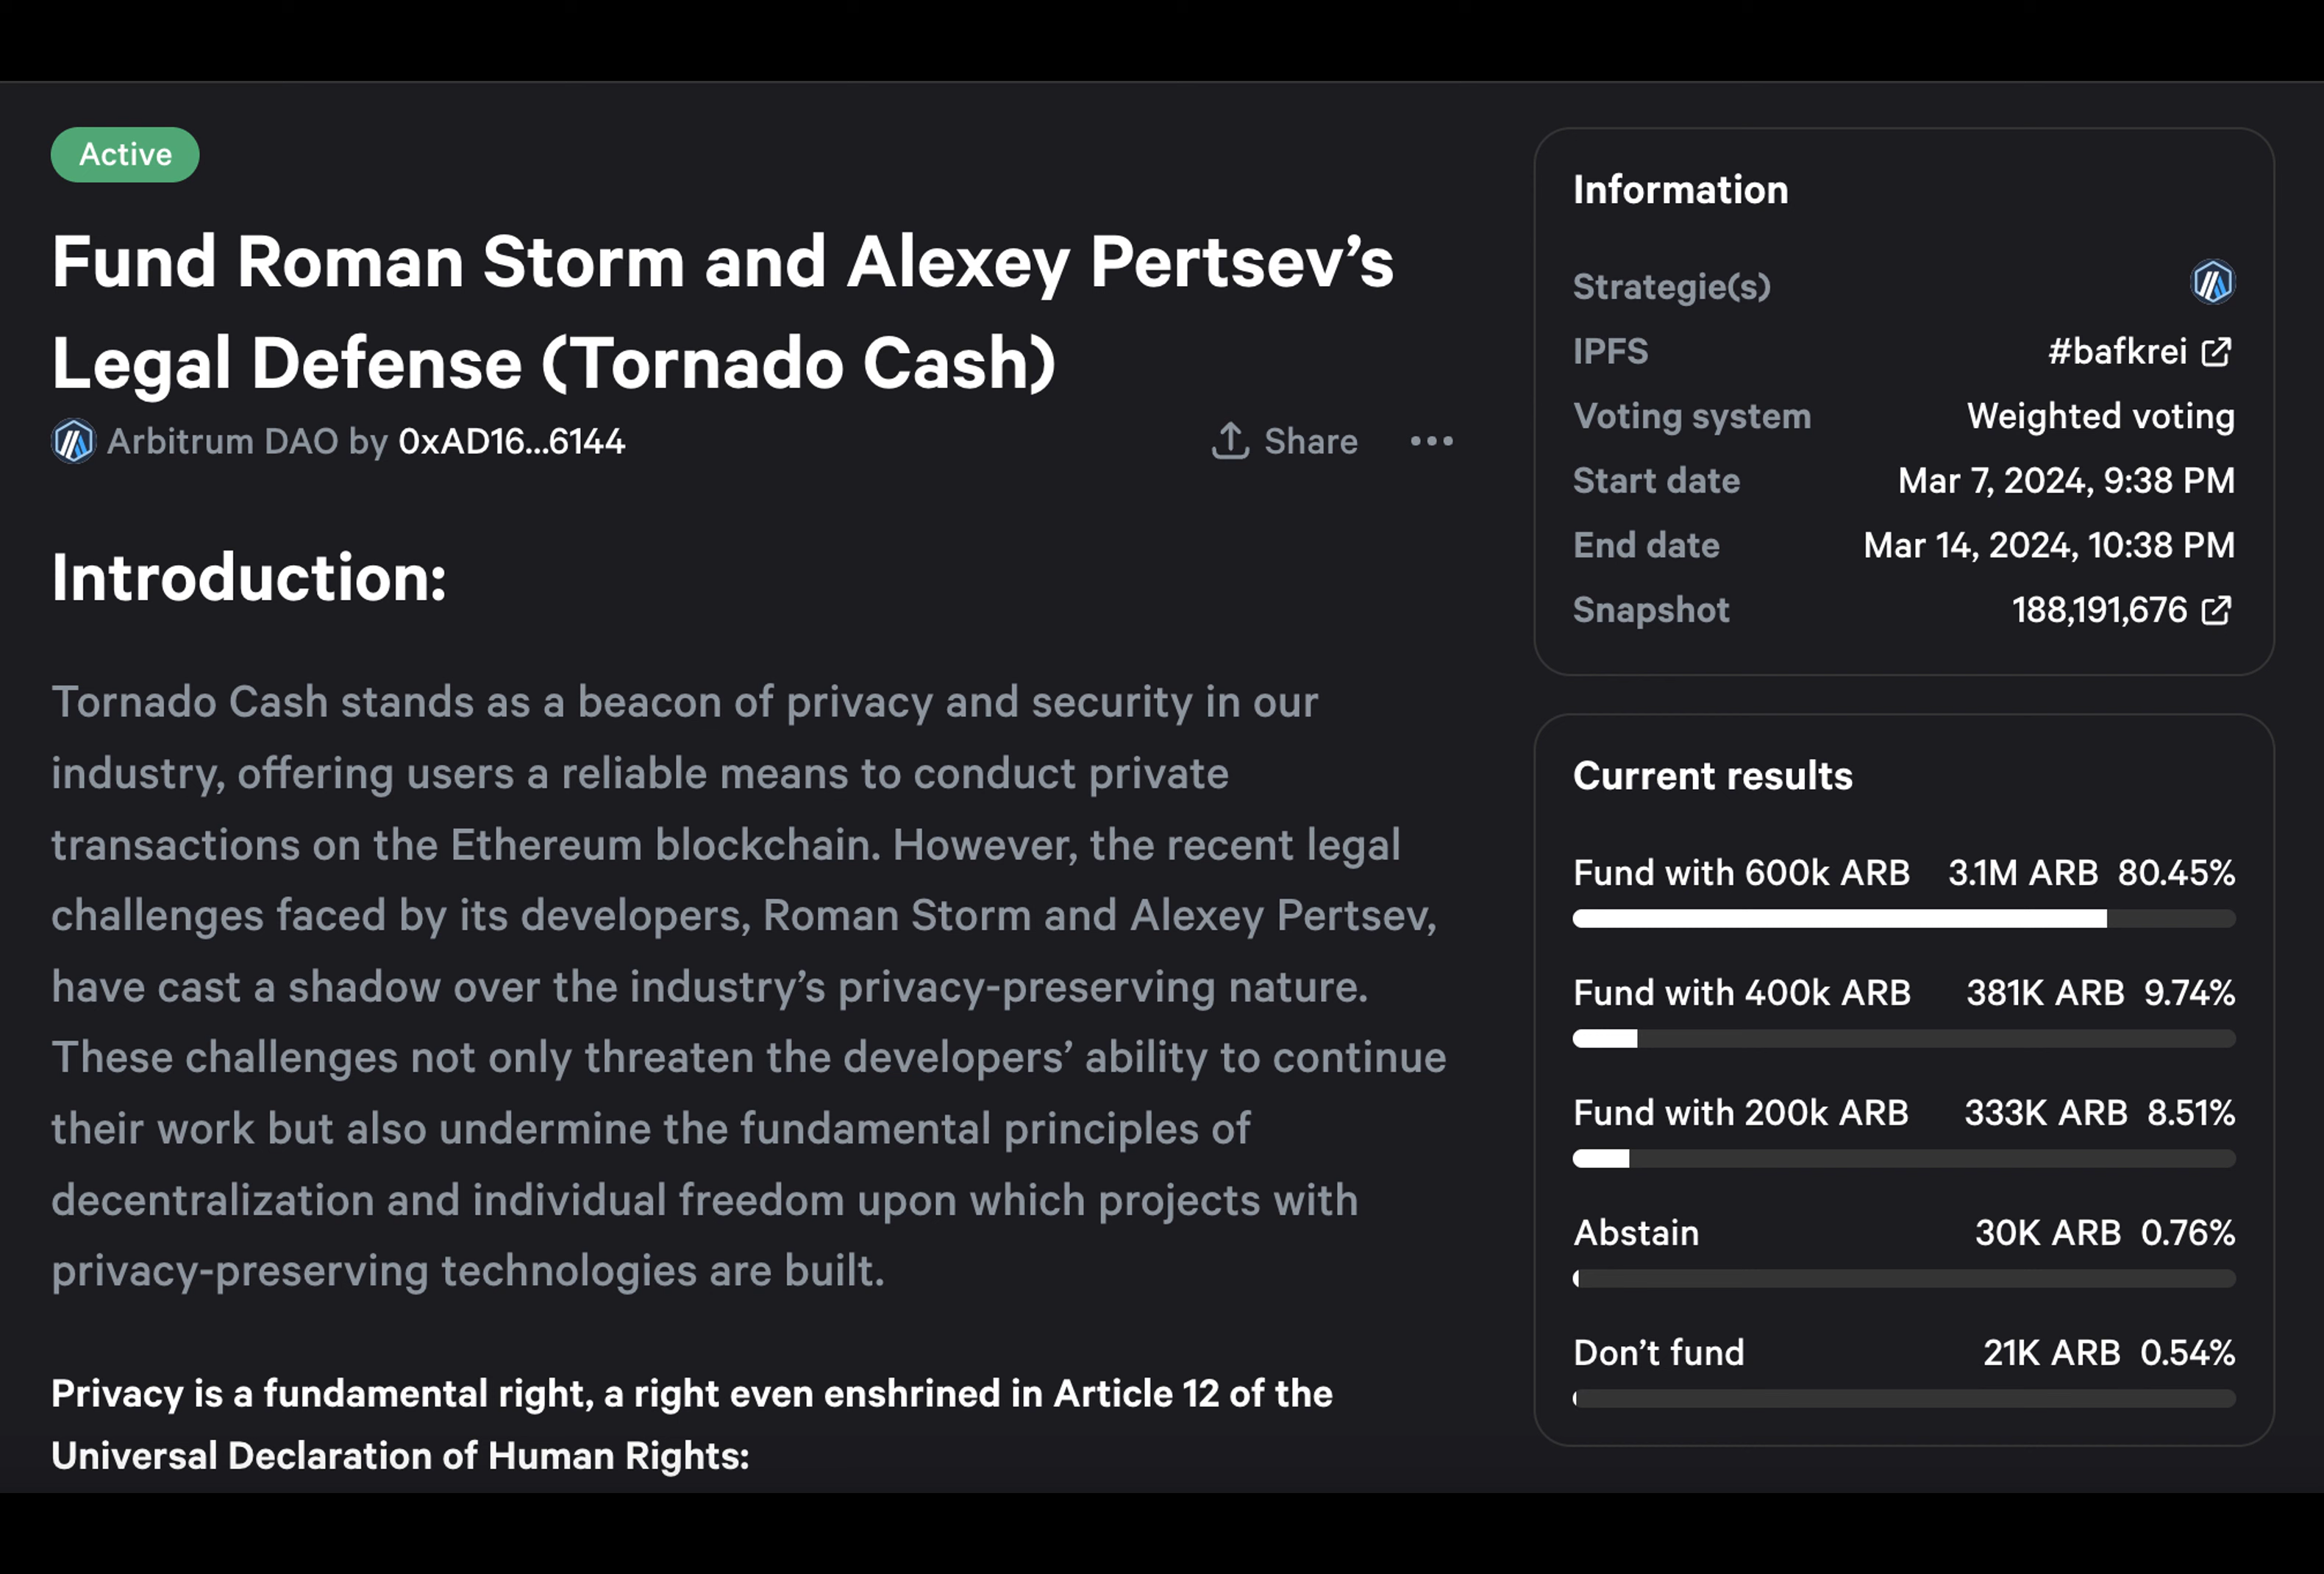 Active
Fund Roman Storm and Alexey Pertsev’s
Legal Defense (Tornado Cash)
Arbitrum DAO by 0xAD16...6144
Share
Introduction:
Tornado Cash stands as a beacon of privacy and security in our
industry, offering users a reliable means to conduct private
transactions on the Ethereum blockchain. However, the recent legal
challenges faced by its developers, Roman Storm and Alexey Pertsev,
have cast a shadow over the industry’s privacy-preserving nature.
These challenges not only threaten the developers’ ability to continue
their work but also undermine the fundamental principles of
decentralization and individual freedom upon which projects with
privacy-preserving technologies are built.
Privacy is a fundamental right, a right even enshrined in Article 12 of the
Universal Declaration of Human Rights:
Information
Strategie(s)
IPFS #bafkrei
Voting system Weighted voting
Start date Mar 7, 2024, 9:38 PM
End date Mar 14, 2024, 10:38 PM
Snapshot 188,191,676
Current results
Fund with 600k ARB 3.1M ARB 80.45%
Fund with 400k ARB 381K ARB 9.74%
Fund with 200k ARB 333K ARB 8.51%
Abstain 30K ARB 0.76%
Don’t fund 21K ARB 0.54%